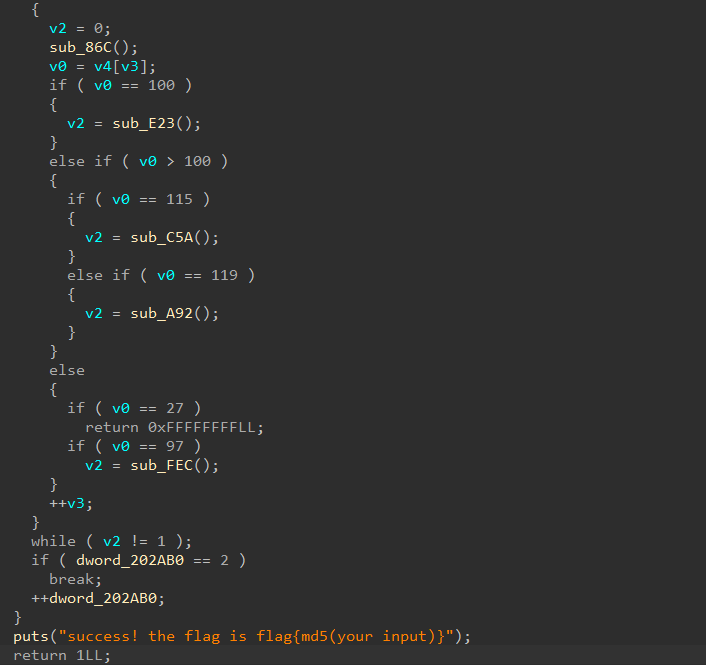 {
v2 = 0;
sub_86C();
v0 = v4[v3];
if ( v0 == 100 )
{
v2 = sub_E23();
}
else if ( v0 > 100 )
{
if ( v0 == 115 )
{
v2 = sub_C5A();
}
else if ( v0 == 119 )
{
v2 = sub_A92();
}
}
else
{
if ( v0 == 27 )
return 0xFFFFFFFFLL;
if ( v0 == 97 )
v2 = sub_FEC();
}
++v3;
}
while ( v2 != 1 );
if ( dword_202AB0 == 2 )
break;
++dword_202AB0;
}
puts("success! the flag is flag{md5(your input)}");
return 1LL;